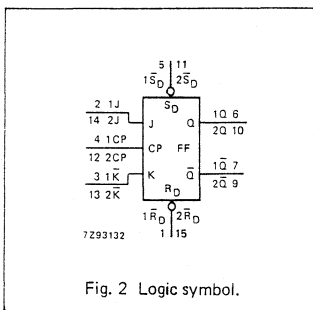 5 11
1S̅D 2S̅D
SD
2 1J
14 2J
J
Q
1Q 6
2Q 10
4 1CP
12 2CP
CP FF
3 1K̅
13 2K̅
K
Q̅
1Q̅ 7
2Q̅ 9
RD
1R̅D 2R̅D
1 15
7Z93132
Fig. 2 Logic symbol.